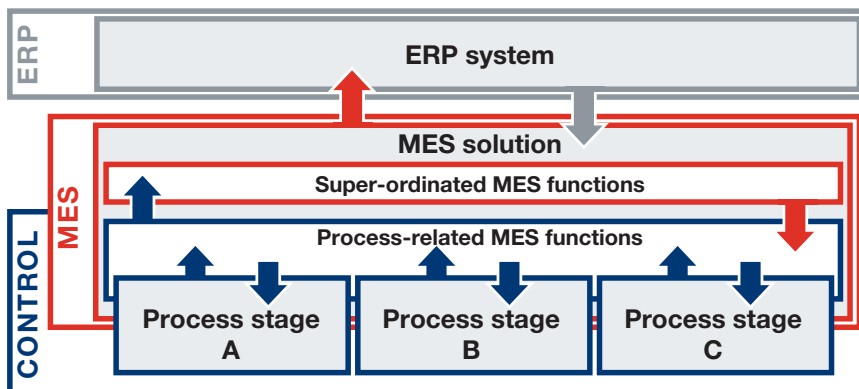 ERP
ERP system
MES
MES solution
Super-ordinated MES functions
CONTROL
Process-related MES functions
Process stage
A
Process stage
B
Process stage
C